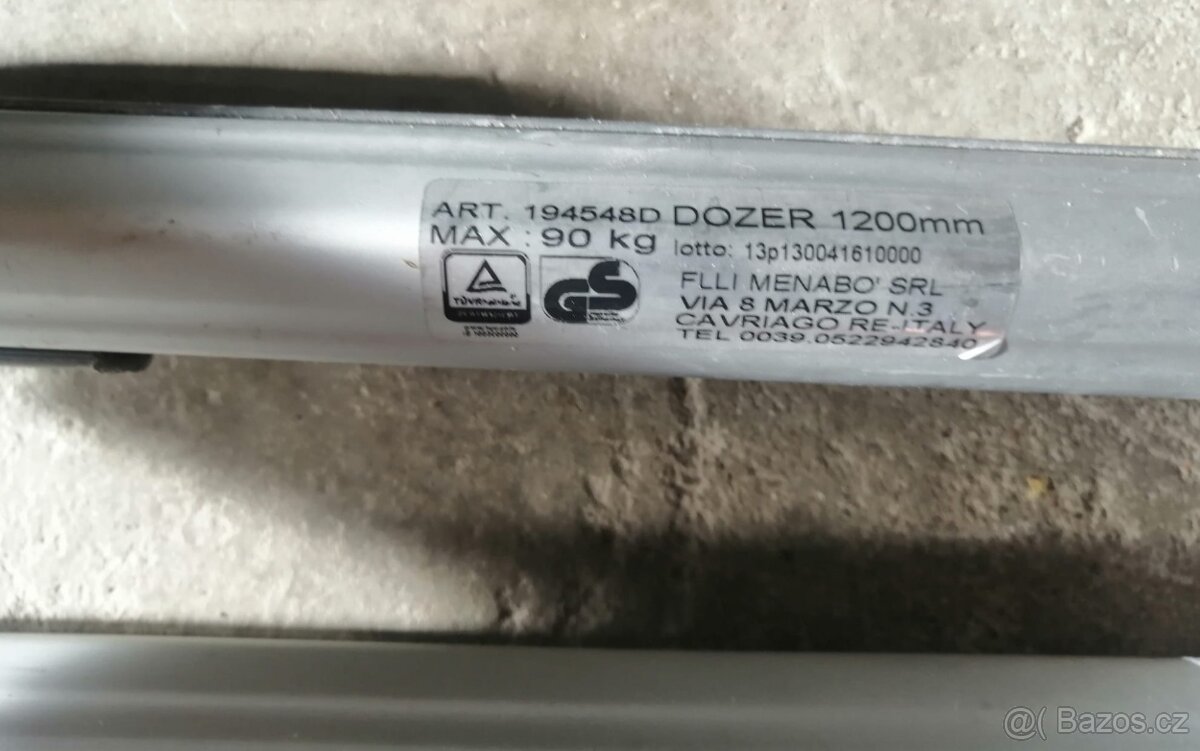 ART. 194548D DOZER 1200mm
MAX : 90 kg lotto: 13p130041610000
GS
FLLI MENABO' SRL
VIA 8 MARZO N.3
CAVRIAGO RE-ITALY
TEL 0039.0522942840
@( Bazos.cz